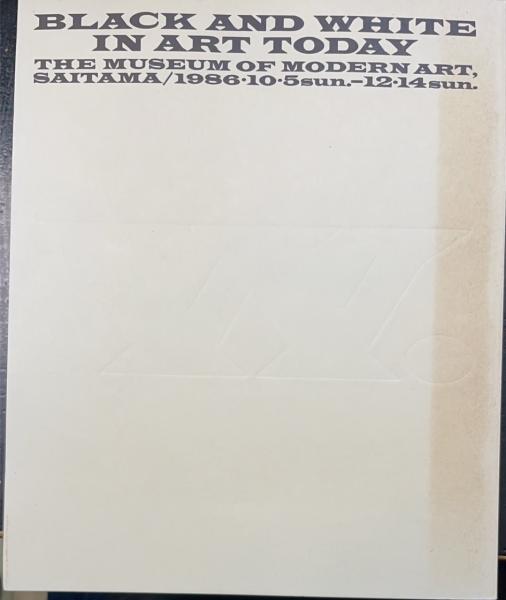 BLACK AND WHITE
IN ART TODAY
THE MUSEUM OF MODERN ART,
SAITAMA/1986·10·5sun.–12·14sun.